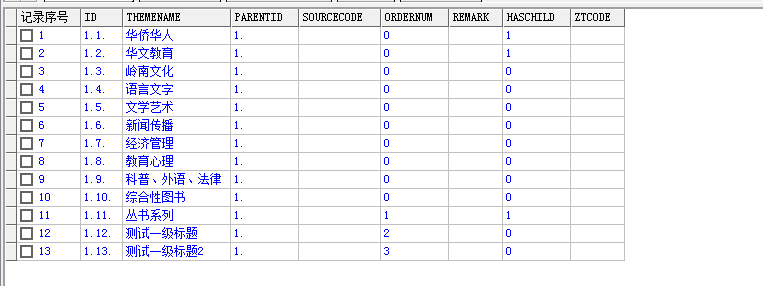 记录序号 ID THEMENAME PARENTID SOURCECODE ORDERNUM REMARK HASCHILD ZTCODE
1 1.1. 华侨华人 1. 0 1
2 1.2. 华文教育 1. 0 1
3 1.3. 岭南文化 1. 0 0
4 1.4. 语言文字 1. 0 0
5 1.5. 文学艺术 1. 0 0
6 1.6. 新闻传播 1. 0 0
7 1.7. 经济管理 1. 0 0
8 1.8. 教育心理 1. 0 0
9 1.9. 科普、外语、法律 1. 0 0
10 1.10. 综合性图书 1. 0 0
11 1.11. 丛书系列 1. 1 1
12 1.12. 测试一级标题 1. 2 0
13 1.13. 测试一级标题2 1. 3 0